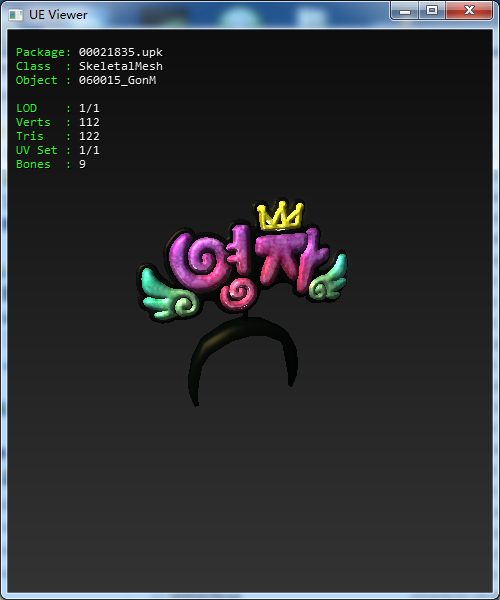 UE Viewer
Package: 00021835.upk
Class : SkeletalMesh
Object : 060015_GonM
LOD : 1/1
Verts : 112
Tris : 122
UV Set : 1/1
Bones : 9
영자